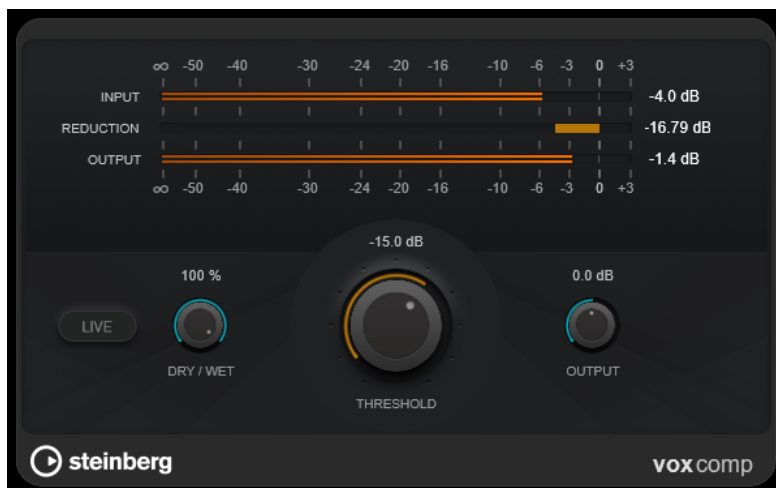 ∞ -50 -40 -30 -24 -20 -16 -10 -6 -3 0 +3
INPUT -4.0 dB
REDUCTION -16.79 dB
OUTPUT -1.4 dB
∞ -50 -40 -30 -24 -20 -16 -10 -6 -3 0 +3
-15.0 dB
100 % 0.0 dB
LIVE
DRY / WET OUTPUT
THRESHOLD
steinberg voxcomp